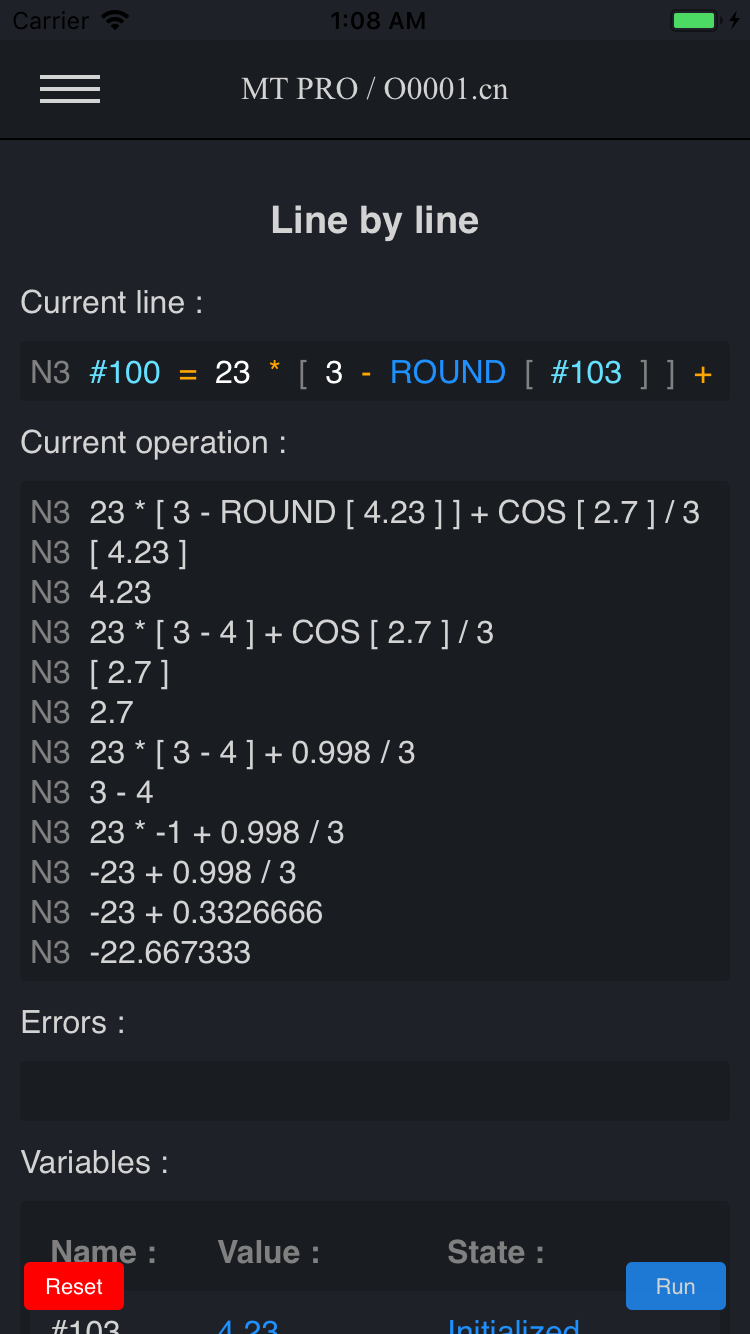 Carrier 1:08 AM
MT PRO / O0001.cn
Line by line
Current line :
N3 #100 = 23 * [ 3 - ROUND [ #103 ] ] +
Current operation :
N3 23 * [ 3 - ROUND [ 4.23 ] ] + COS [ 2.7 ] / 3
N3 [ 4.23 ]
N3 4.23
N3 23 * [ 3 - 4 ] + COS [ 2.7 ] / 3
N3 [ 2.7 ]
N3 2.7
N3 23 * [ 3 - 4 ] + 0.998 / 3
N3 3 - 4
N3 23 * -1 + 0.998 / 3
N3 -23 + 0.998 / 3
N3 -23 + 0.3326666
N3 -22.667333
Errors :
Variables :
Name : Value : State :
Reset Run
#103 4.23 Initialized